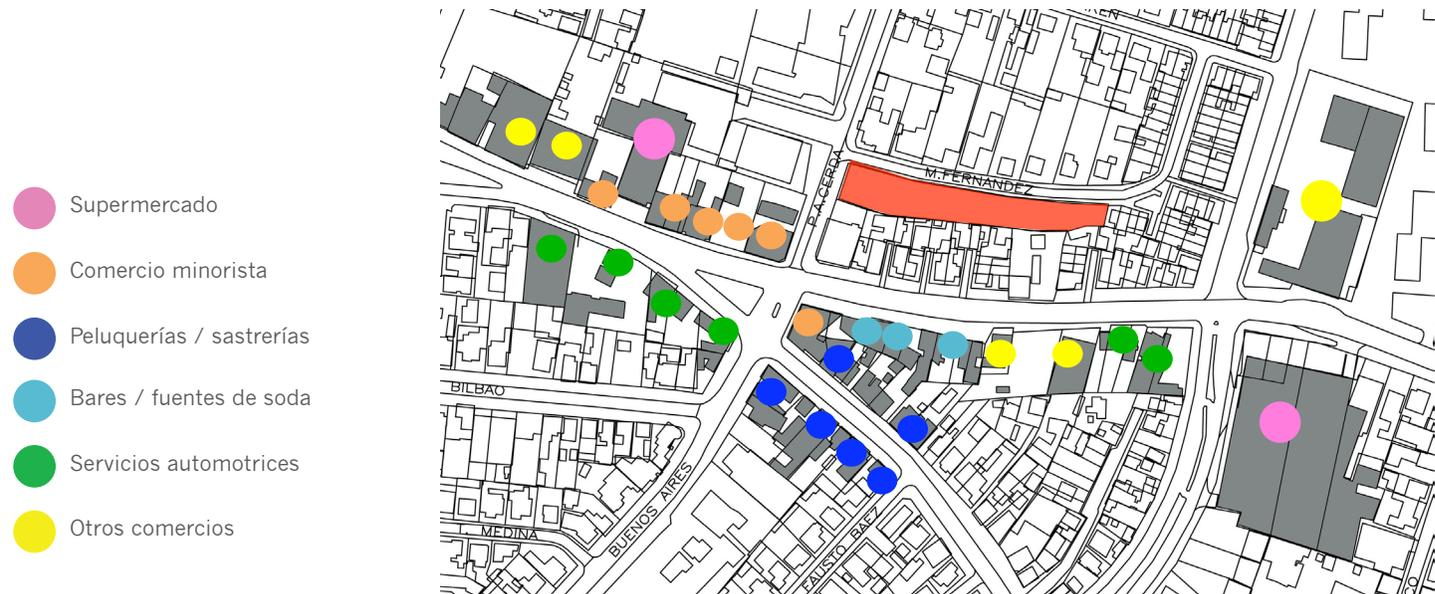 Supermercado
Comercio minorista
Peluquerías / sastrerías
Bares / fuentes de soda
Servicios automotrices
Otros comercios
P.A.CERDA
M.FERNANDEZ
BILBAO
MEDINA
BUENOS AIRES
FAUSTO BAEZ